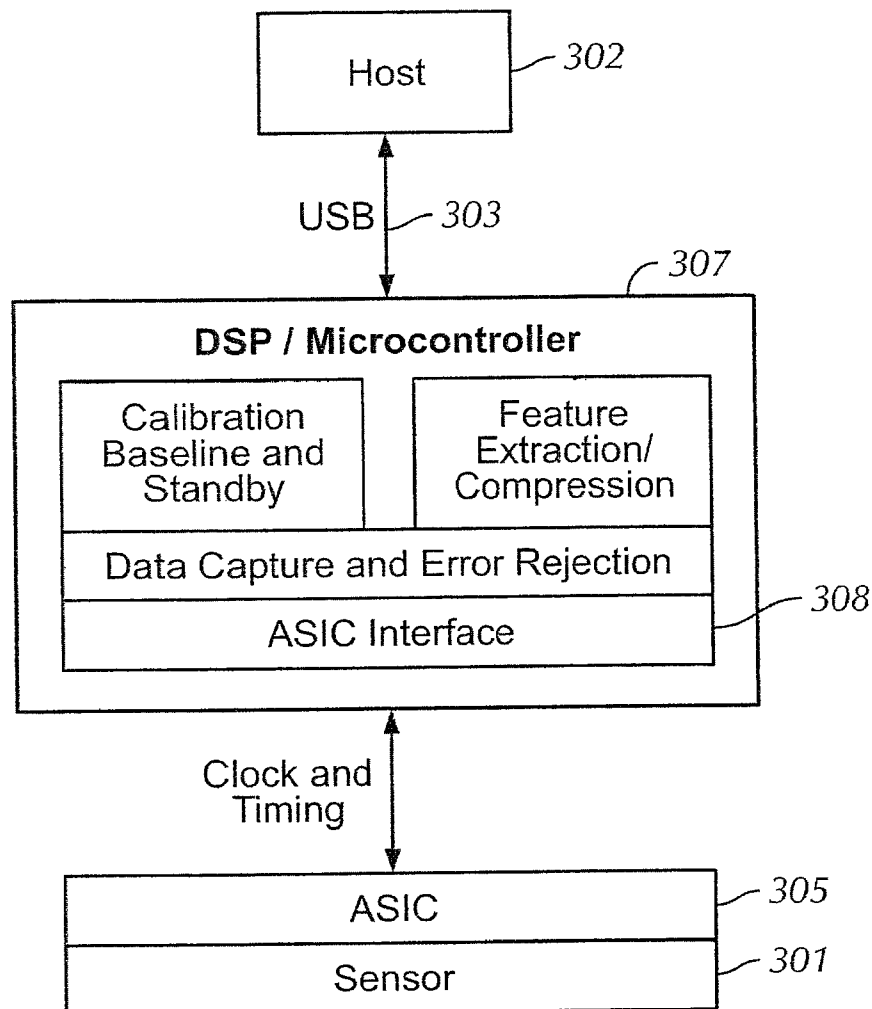 Host
302
USB
303
307
DSP / Microcontroller
Calibration
Baseline and
Standby
Feature
Extraction/
Compression
Data Capture and Error Rejection
ASIC Interface
308
Clock and
Timing
ASIC
305
Sensor
301